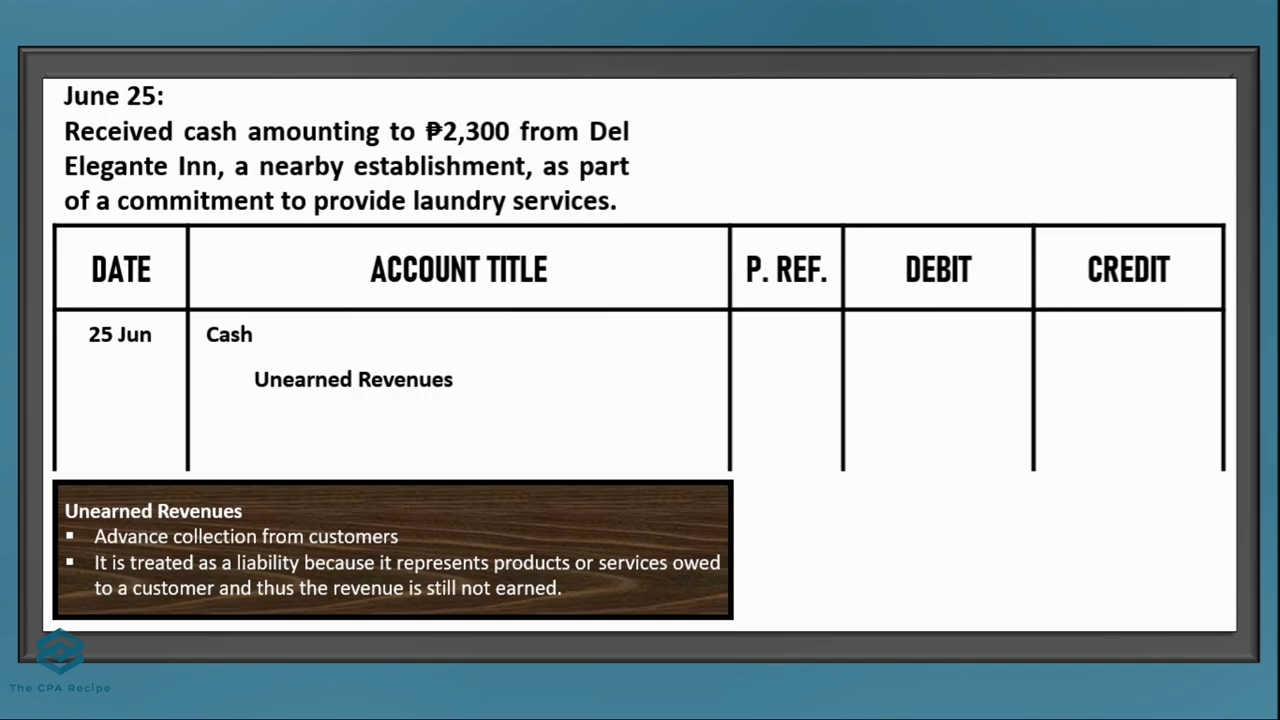 June 25:
Received cash amounting to ₱2,300 from Del
Elegante Inn, a nearby establishment, as part
of a commitment to provide laundry services.
DATE ACCOUNT TITLE P. REF. DEBIT CREDIT
25 Jun Cash
Unearned Revenues
Unearned Revenues
▪ Advance collection from customers
▪ It is treated as a liability because it represents products or services owed
to a customer and thus the revenue is still not earned.
The CPA Recipe